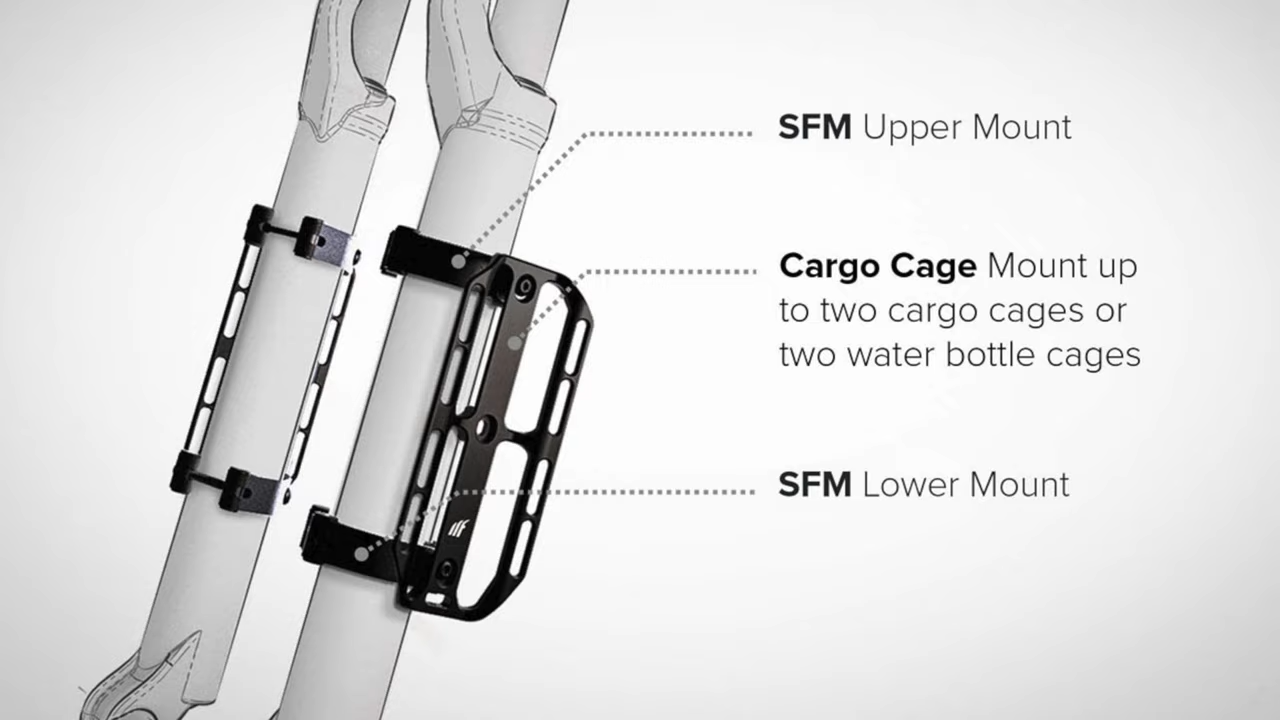 SFM Upper Mount
Cargo Cage Mount up
to two cargo cages or
two water bottle cages
SFM Lower Mount